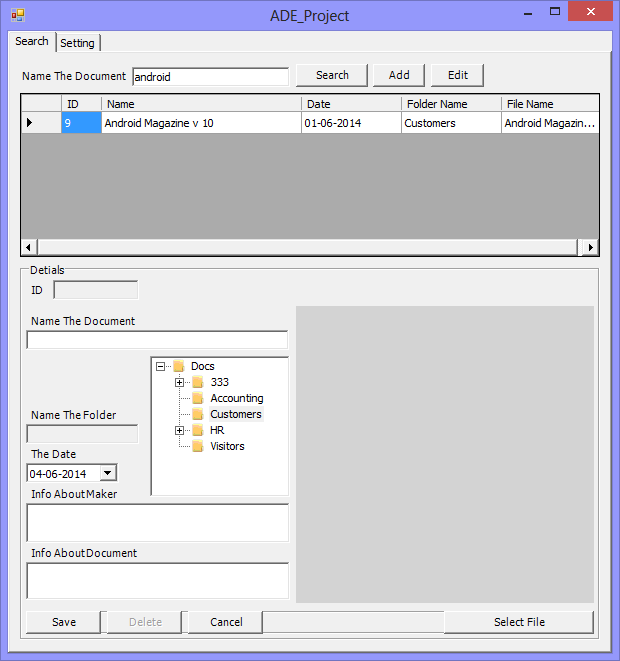 ADE_Project
Search Setting
Name The Document android Search Add Edit
ID Name Date Folder Name File Name
9 Android Magazine v 10 01-06-2014 Customers Android Magazin...
Detials
ID
Name The Document
Docs
333
Accounting
Customers
HR
Visitors
Name The Folder
The Date
04-06-2014
Info About Maker
Info About Document
Save Delete Cancel Select File